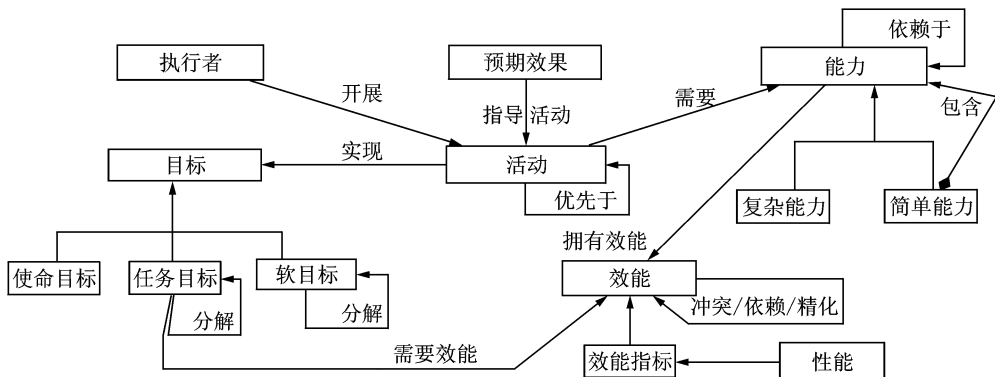 依赖于
执行者
预期效果
能力
开展
指导
活动
需要
包含
目标
实现
活动
优先于
复杂能力
简单能力
拥有效能
使命目标
任务目标
软目标
效能
分解
分解
冲突/依赖/精化
需要效能
效能指标
性能